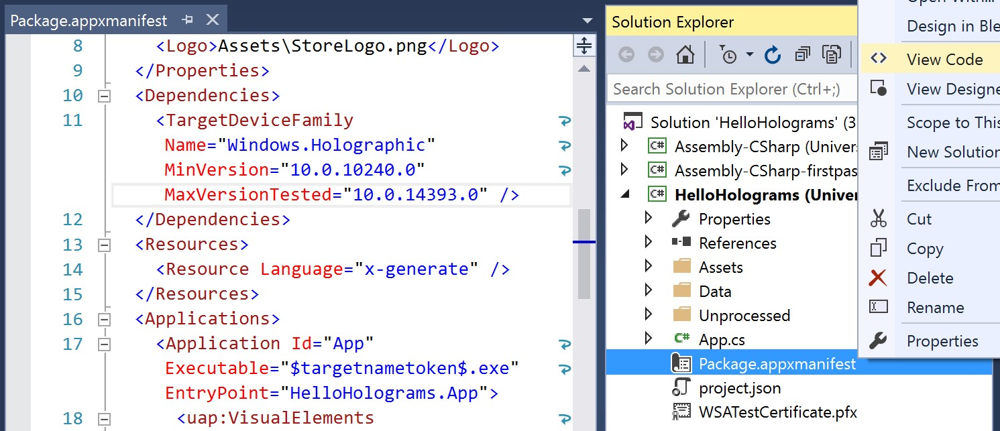 Package.appxmanifest
8 <Logo>Assets\StoreLogo.png</Logo>
9 </Properties>
10 <Dependencies>
11 <TargetDeviceFamily
Name="Windows.Holographic"
MinVersion="10.0.10240.0"
MaxVersionTested="10.0.14393.0" />
12 </Dependencies>
13 <Resources>
14 <Resource Language="x-generate" />
15 </Resources>
16 <Applications>
17 <Application Id="App"
Executable="$targetnametoken$.exe"
EntryPoint="HelloHolograms.App">
18 <uap:VisualElements
Solution Explorer
Search Solution Explorer (Ctrl+;)
Solution 'HelloHolograms' (3
C# Assembly-CSharp (Univers
C# Assembly-CSharp-firstpas
C# HelloHolograms (Univer
Properties
References
Assets
Data
Unprocessed
C# App.cs
Package.appxmanifest
project.json
WSATestCertificate.pfx
Open With...
Design in Ble
View Code
View Designe
Scope to This
New Solution
Exclude From
Cut
Copy
Delete
Rename
Properties